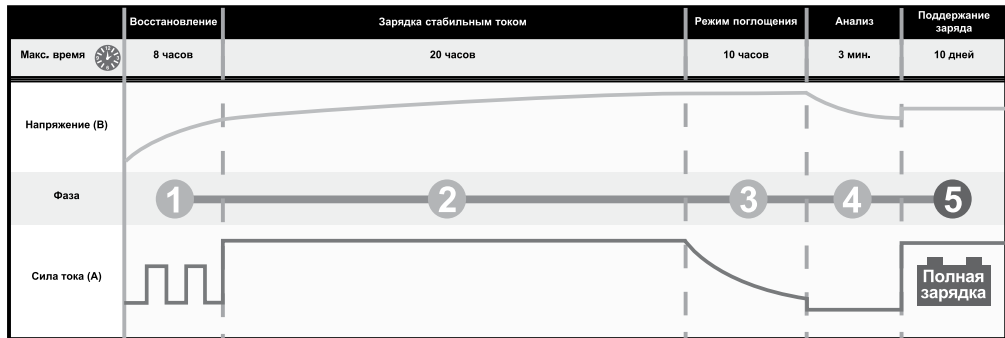 Восстановление
Зарядка стабильным током
Режим поглощения
Анализ
Поддержание
заряда
Макс. время
8 часов
20 часов
10 часов
3 мин.
10 дней
Напряжение (В)
Фаза
1
2
3
4
5
Сила тока (А)
Полная
зарядка